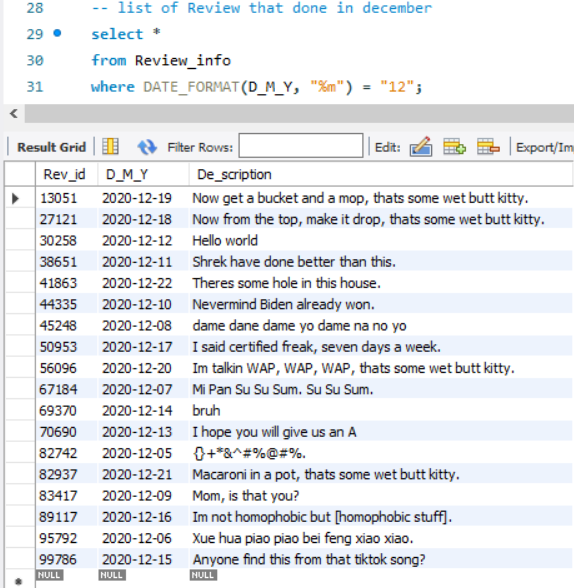 28 -- list of Review that done in december
29 select *
30 from Review_info
31 where DATE_FORMAT(D_M_Y, "%m") = "12";
Result Grid Filter Rows: Edit: Export/Im
Rev_id D_M_Y De_scription
13051 2020-12-19 Now get a bucket and a mop, thats some wet butt kitty.
27121 2020-12-18 Now from the top, make it drop, thats some wet butt kitty.
30258 2020-12-12 Hello world
38651 2020-12-11 Shrek have done better than this.
41863 2020-12-22 Theres some hole in this house.
44335 2020-12-10 Nevermind Biden already won.
45248 2020-12-08 dame dane dame yo dame na no yo
50953 2020-12-17 I said certified freak, seven days a week.
56096 2020-12-20 Im talkin WAP, WAP, WAP, thats some wet butt kitty.
67184 2020-12-07 Mi Pan Su Su Sum. Su Su Sum.
69370 2020-12-14 bruh
70690 2020-12-13 I hope you will give us an A
82742 2020-12-05 {}+*&^#%@#%.
82937 2020-12-21 Macaroni in a pot, thats some wet butt kitty.
83417 2020-12-09 Mom, is that you?
89117 2020-12-16 Im not homophobic but [homophobic stuff].
95792 2020-12-06 Xue hua piao piao bei feng xiao xiao.
99786 2020-12-15 Anyone find this from that tiktok song?
NULL NULL NULL